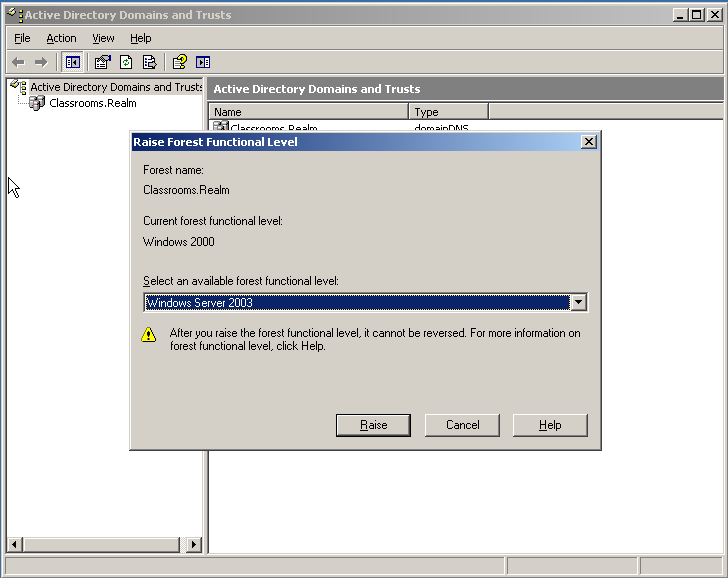 Active Directory Domains and Trusts
File Action View Help
Active Directory Domains and Trusts
Classrooms.Realm
Active Directory Domains and Trusts
Name Type
Classrooms.Realm domainDNS
Raise Forest Functional Level
Forest name:
Classrooms.Realm
Current forest functional level:
Windows 2000
Select an available forest functional level:
Windows Server 2003
After you raise the forest functional level, it cannot be reversed. For more information on
forest functional level, click Help.
Raise Cancel Help